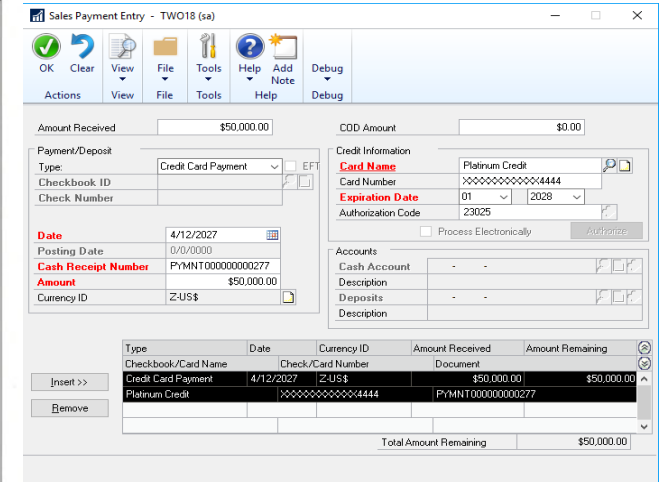 Sales Payment Entry - TWO18 (sa)
OK Clear View File Tools Help Add Note Debug
Actions View File Tools Help Debug
Amount Received $50,000.00 COD Amount $0.00
Payment/Deposit Credit Information
Type: Credit Card Payment EFT Card Name Platinum Credit
Checkbook ID Card Number XXXXXXXXXXXX4444
Check Number Expiration Date 01 2028
Authorization Code 23025
Process Electronically Authorize
Date 4/12/2027
Posting Date 0/0/0000 Accounts
Cash Receipt Number PYMNT000000000277 Cash Account - -
Amount $50,000.00 Description
Currency ID Z-US$ Deposits - -
Description
Type Date Currency ID Amount Received Amount Remaining
Checkbook/Card Name Check/Card Number Document
Insert >> Credit Card Payment 4/12/2027 Z-US$ $50,000.00 $50,000.00
Platinum Credit XXXXXXXXXXXX4444 PYMNT000000000277
Remove
Total Amount Remaining $50,000.00